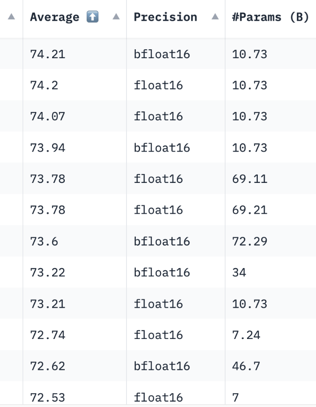 Average ⬆️ Precision #Params (B)
74.21 bfloat16 10.73
74.2 float16 10.73
74.07 float16 10.73
73.94 bfloat16 10.73
73.78 float16 69.11
73.78 float16 69.21
73.6 bfloat16 72.29
73.22 bfloat16 34
73.21 float16 10.73
72.74 float16 7.24
72.62 bfloat16 46.7
72.53 float16 7